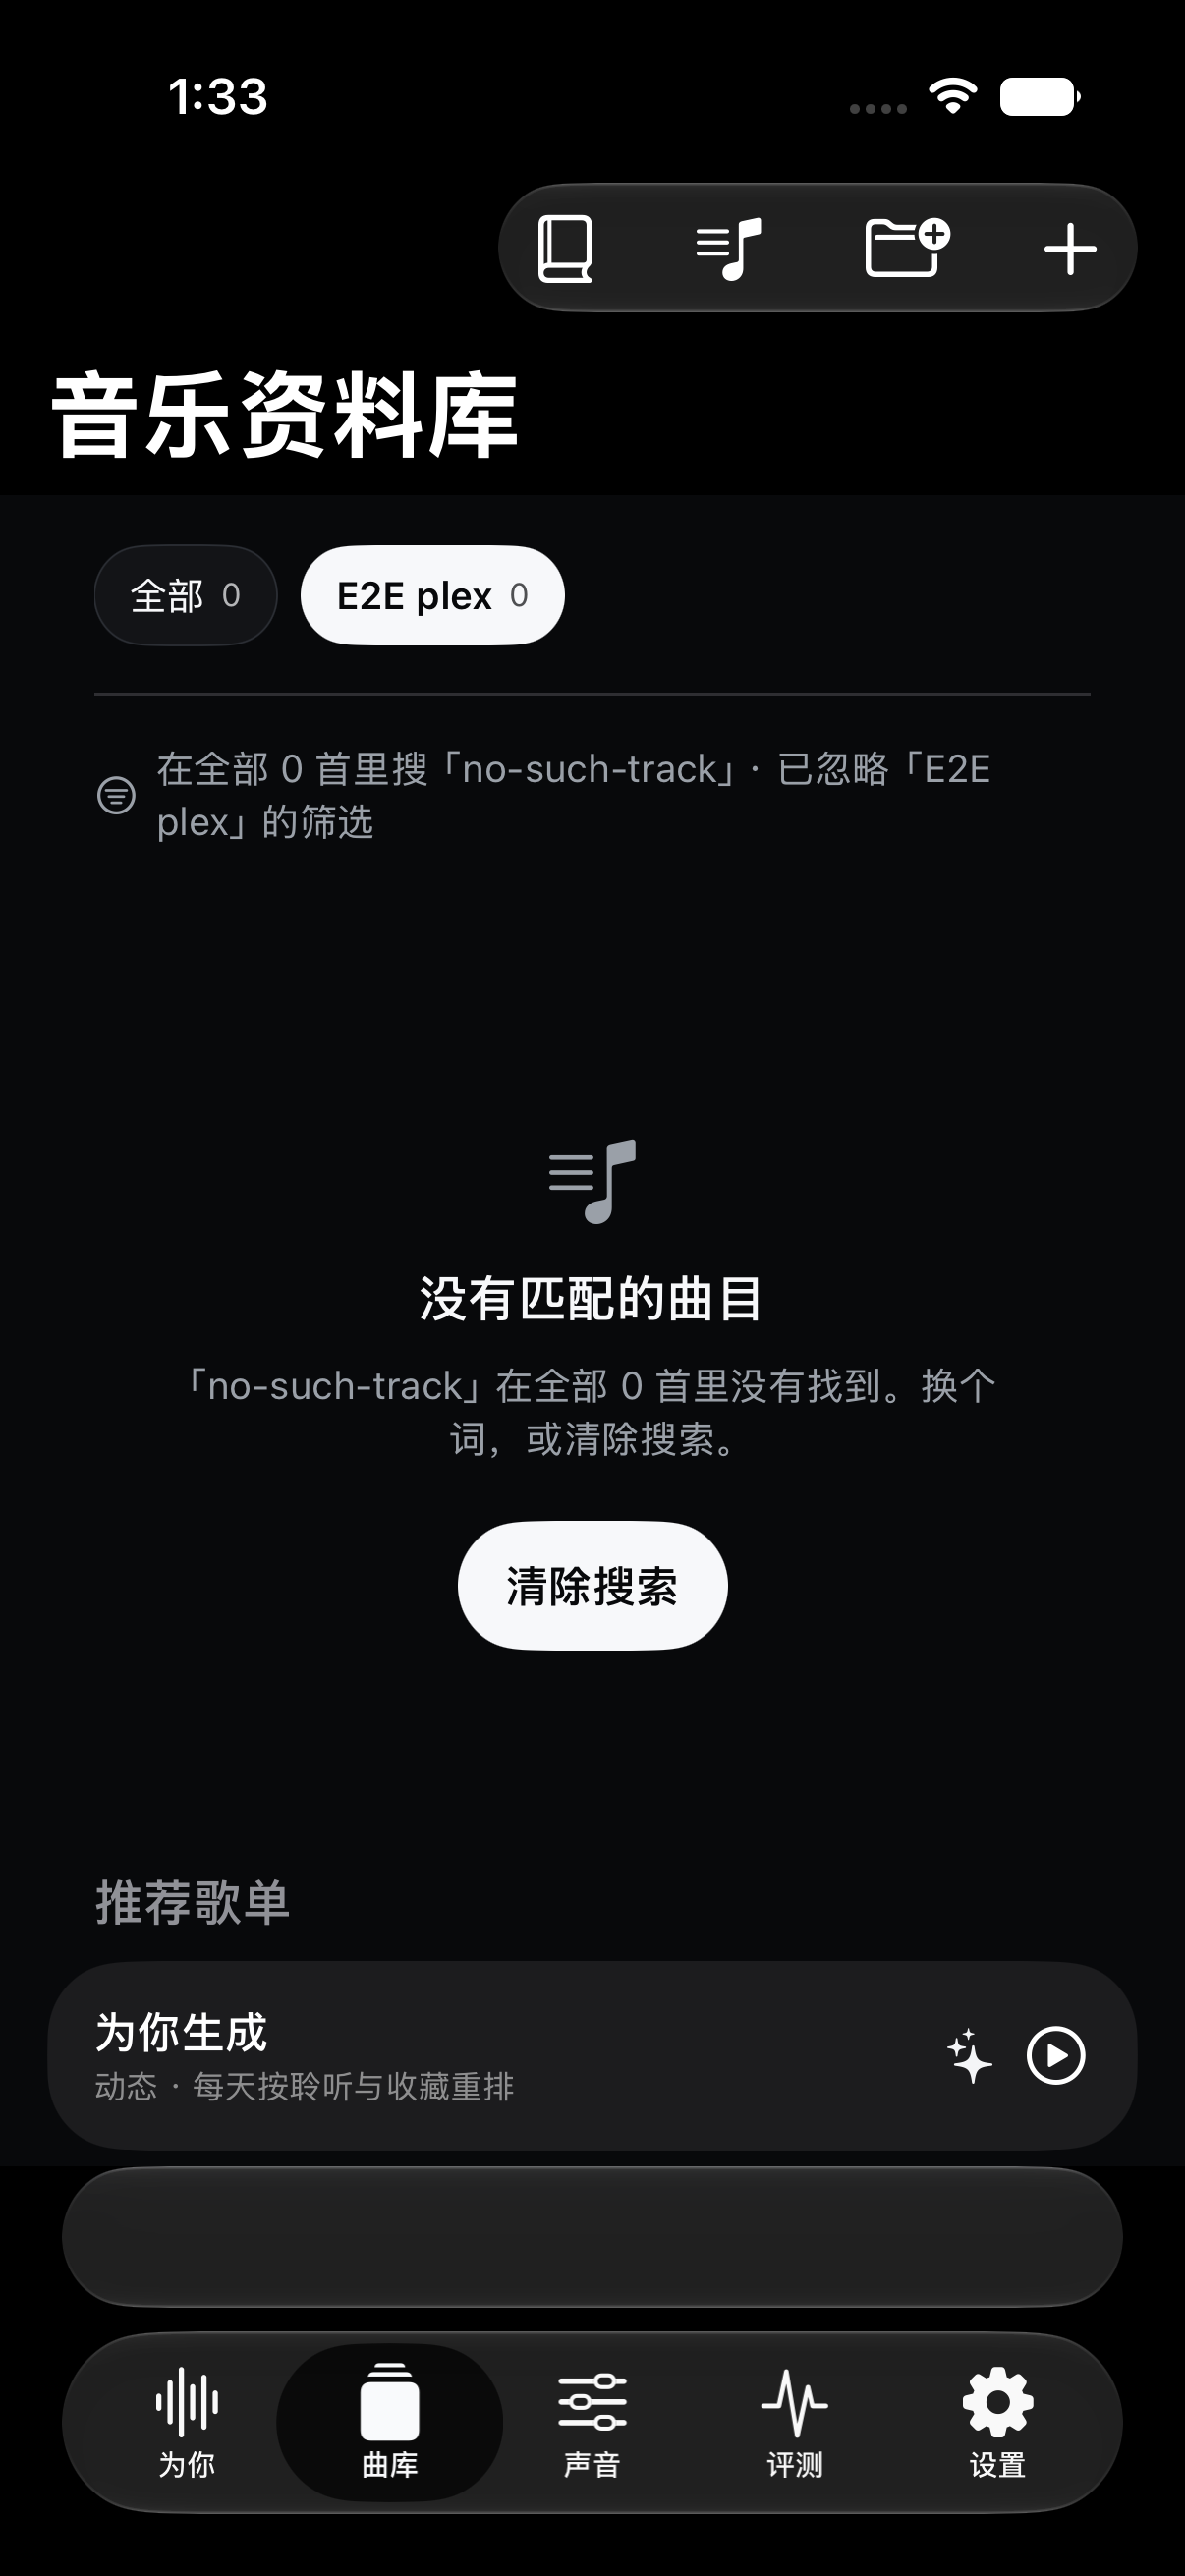 1:33
音乐资料库
全部 0
E2E plex 0
在全部 0 首里搜「no-such-track」· 已忽略「E2E
plex」的筛选
没有匹配的曲目
「no-such-track」在全部 0 首里没有找到。换个
词，或清除搜索。
清除搜索
推荐歌单
为你生成
动态 · 每天按聆听与收藏重排
为你
曲库
声音
评测
设置